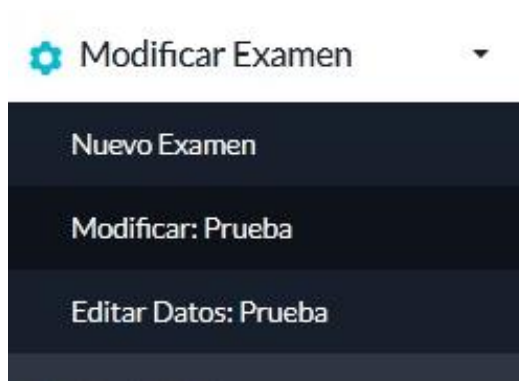 Modificar Examen
Nuevo Examen
Modificar: Prueba
Editar Datos: Prueba